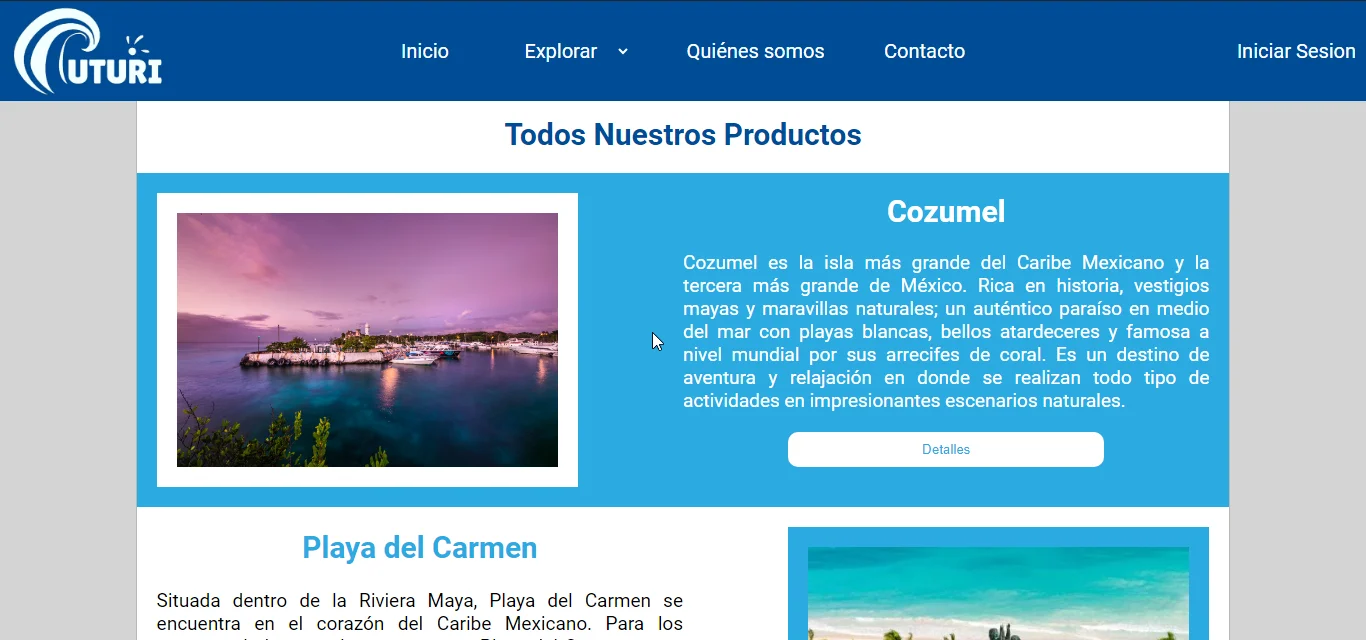 UTURI
Inicio
Explorar
Quiénes somos
Contacto
Iniciar Sesion
Todos Nuestros Productos
Cozumel
Cozumel es la isla más grande del Caribe Mexicano y la
tercera más grande de México. Rica en historia, vestigios
mayas y maravillas naturales; un auténtico paraíso en medio
del mar con playas blancas, bellos atardeceres y famosa a
nivel mundial por sus arrecifes de coral. Es un destino de
aventura y relajación en donde se realizan todo tipo de
actividades en impresionantes escenarios naturales.
Detalles
Playa del Carmen
Situada dentro de la Riviera Maya, Playa del Carmen se
encuentra en el corazón del Caribe Mexicano. Para los